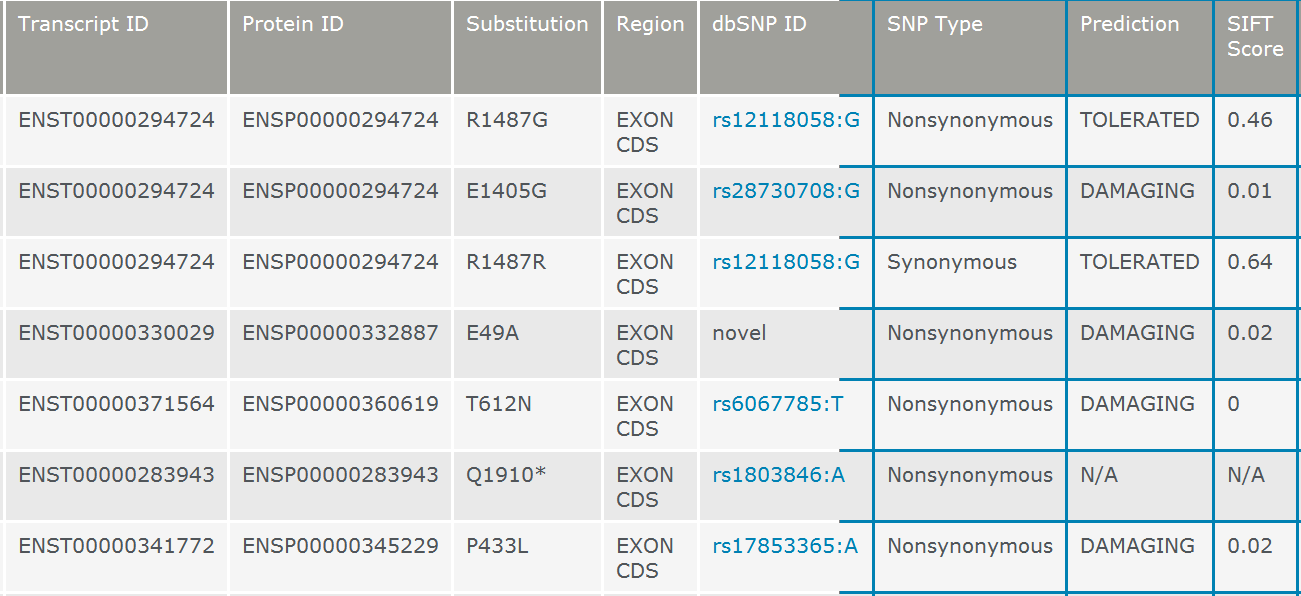 Transcript ID Protein ID Substitution Region dbSNP ID SNP Type Prediction SIFT
Score
ENST00000294724 ENSP00000294724 R1487G EXON rs12118058:G Nonsynonymous TOLERATED 0.46
CDS
ENST00000294724 ENSP00000294724 E1405G EXON rs28730708:G Nonsynonymous DAMAGING 0.01
CDS
ENST00000294724 ENSP00000294724 R1487R EXON rs12118058:G Synonymous TOLERATED 0.64
CDS
ENST00000330029 ENSP00000332887 E49A EXON novel Nonsynonymous DAMAGING 0.02
CDS
ENST00000371564 ENSP00000360619 T612N EXON rs6067785:T Nonsynonymous DAMAGING 0
CDS
ENST00000283943 ENSP00000283943 Q1910* EXON rs1803846:A Nonsynonymous N/A N/A
CDS
ENST00000341772 ENSP00000345229 P433L EXON rs17853365:A Nonsynonymous DAMAGING 0.02
CDS